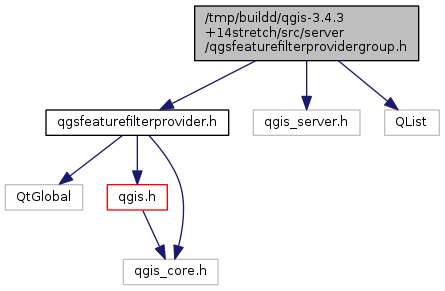 /tmp/buildd/qgis-3.4.3
+14stretch/src/server
/qgsfeaturefilterprovidergroup.h
qgsfeaturefilterprovider.h
qgis_server.h
QList
QtGlobal
qgis.h
qgis_core.h